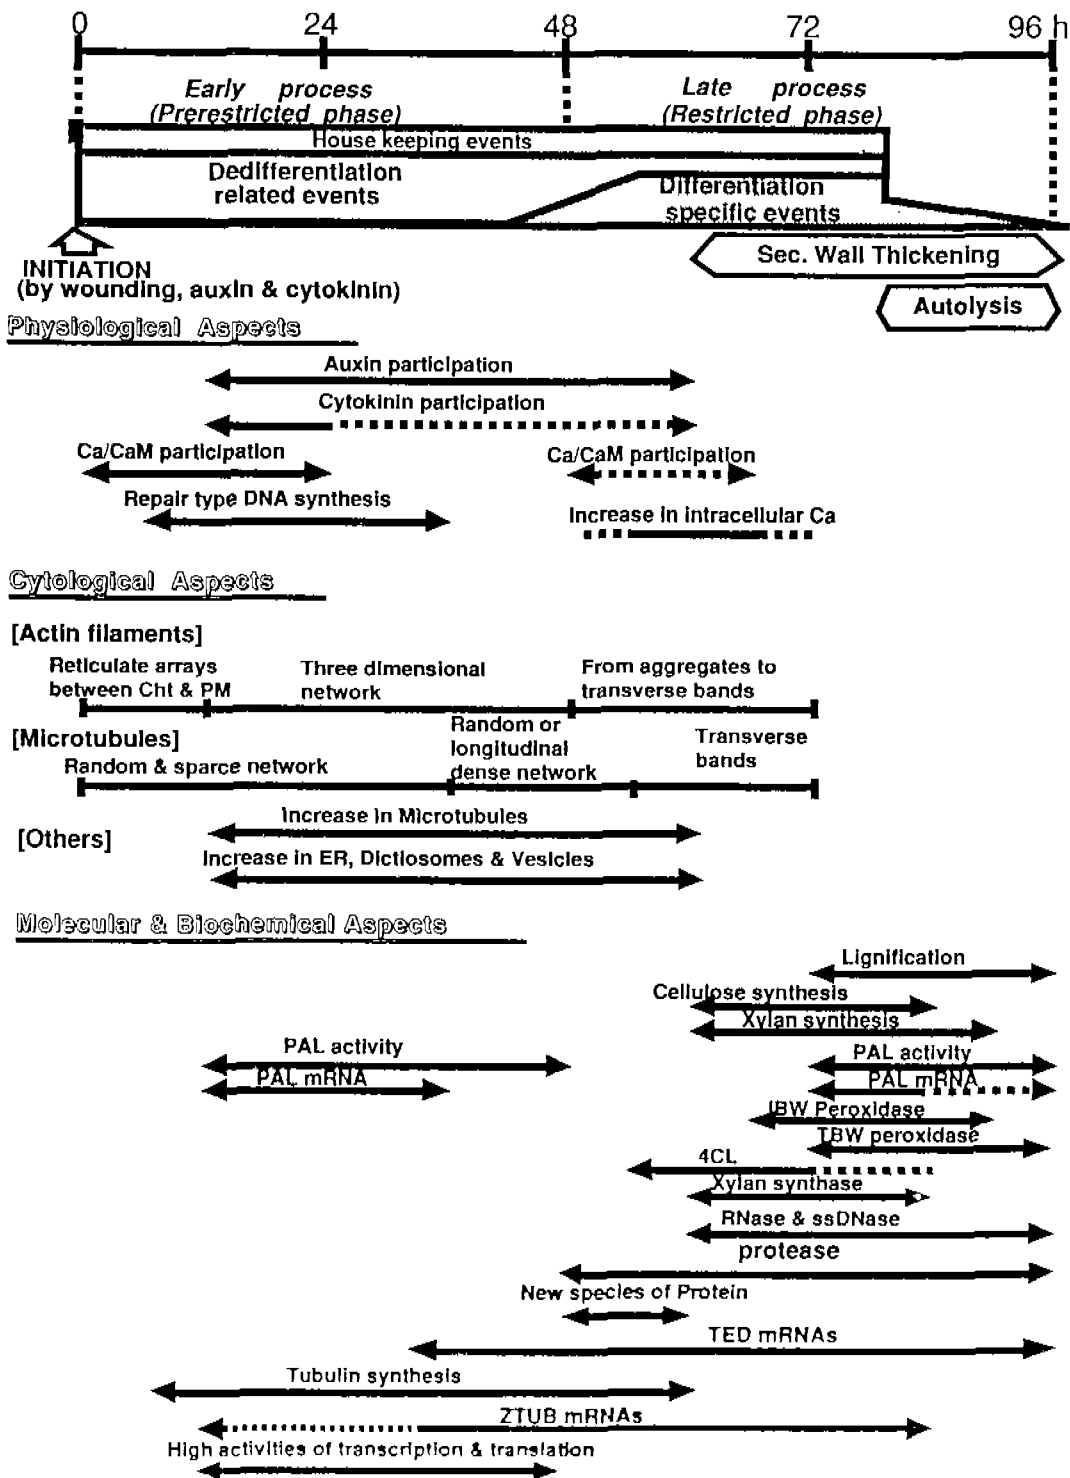 0 24 48 72 96 h
Early process
(Prerestricted phase)
Late process
(Restricted phase)
House keeping events
Dedifferentiation
related events
Differentiation
specific events
Sec. Wall Thickening
INITIATION
(by wounding, auxin & cytokinin)
Autolysis
Physiological Aspects
Auxin participation
Cytokinin participation
Ca/CaM participation
Ca/CaM participation
Repair type DNA synthesis
Increase in intracellular Ca
Cytological Aspects
[Actin filaments]
Reticulate arrays
between Cht & PM
Three dimensional
network
From aggregates to
transverse bands
[Microtubules]
Random & sparce network
Random or
longitudinal
dense network
Transverse
bands
Increase in Microtubules
[Others]
Increase in ER, Dictiosomes & Vesicles
Molecular & Biochemical Aspects
Lignification
Cellulose synthesis
Xylan synthesis
PAL activity
PAL activity
PAL mRNA
PAL mRNA
IBW Peroxidase
TBW peroxidase
4CL
Xylan synthase
RNase & ssDNase
protease
New species of Protein
TED mRNAs
Tubulin synthesis
ZTUB mRNAs
High activities of transcription & translation